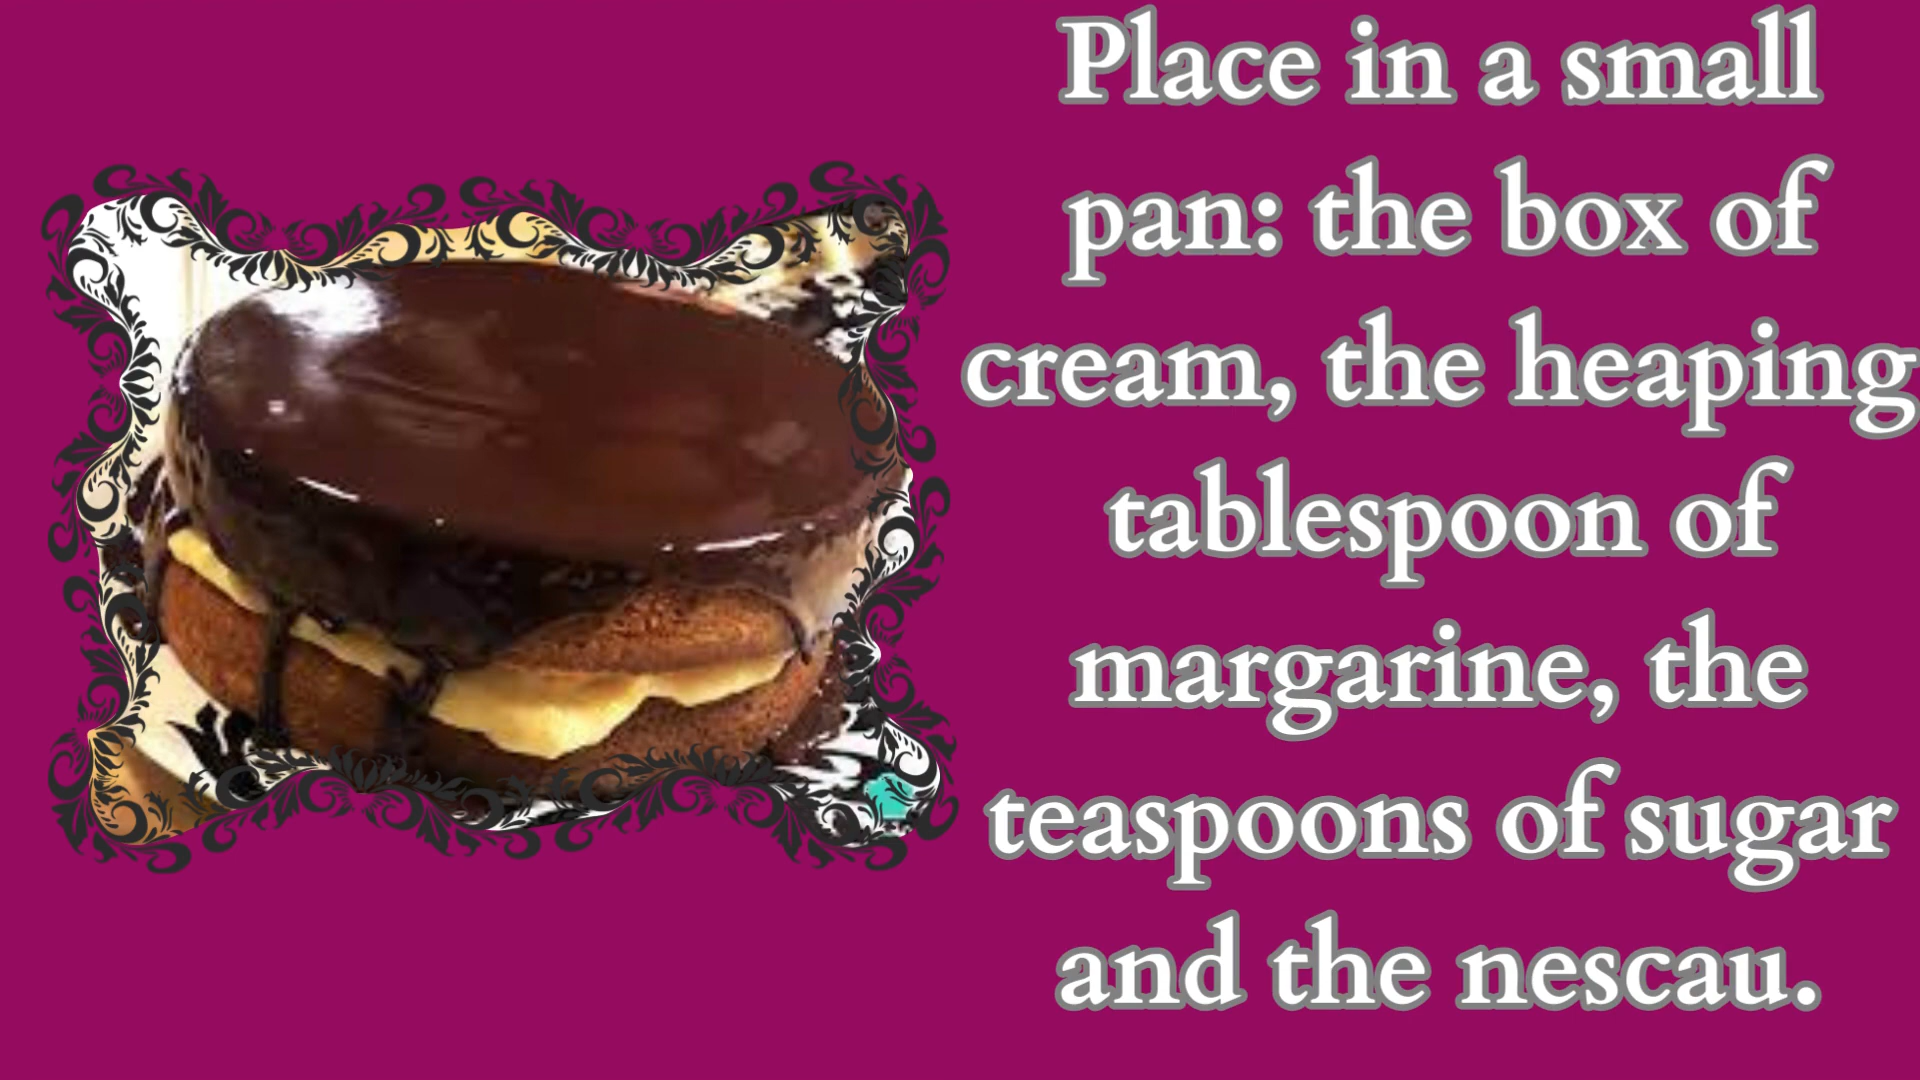 Place in a small
pan: the box of
cream, the heaping
tablespoon of
margarine, the
teaspoons of sugar
and the nescau.